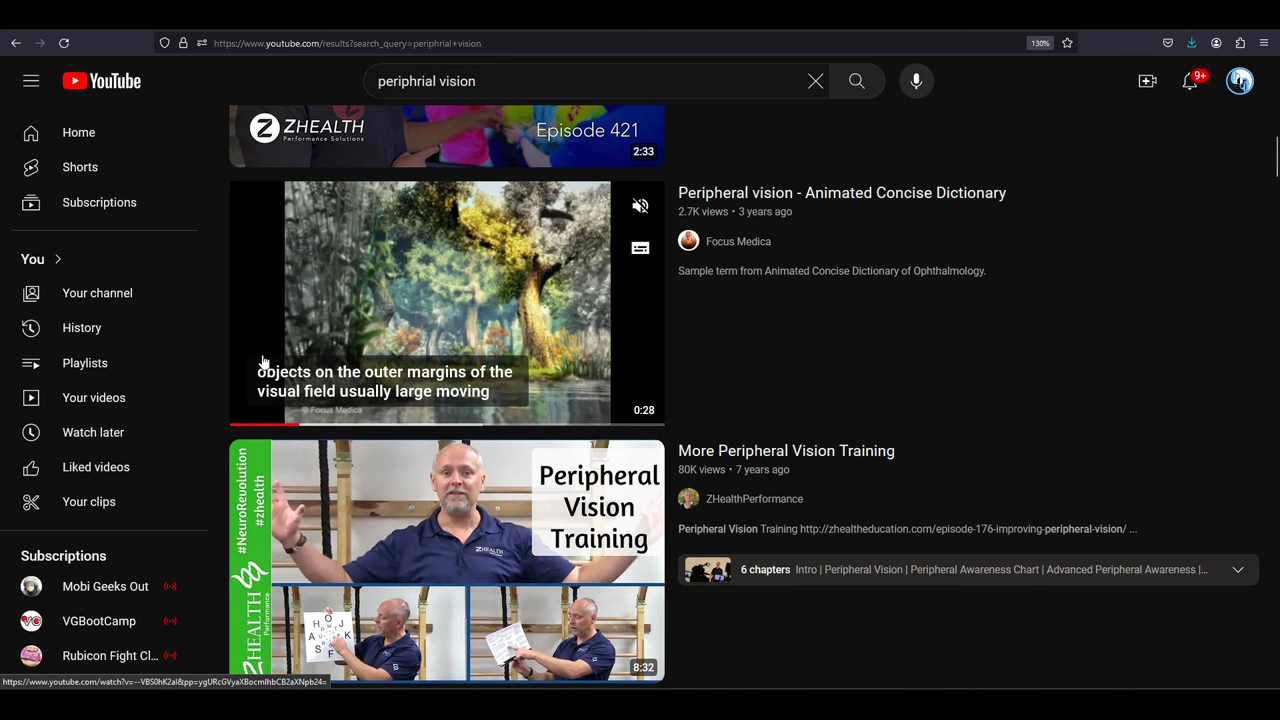 https://www.youtube.com/results?search_query=periphrial+vision
130%
YouTube
periphrial vision
9+
Home
Shorts
Subscriptions
You
Your channel
History
Playlists
Your videos
Watch later
Liked videos
Your clips
Subscriptions
Mobi Geeks Out
VGBootCamp
Rubicon Fight Cl...
ZHEALTH
Performance Solutions
Episode 421
2:33
objects on the outer margins of the
visual field usually large moving
© Focus Medica
0:28
Peripheral vision - Animated Concise Dictionary
2.7K views • 3 years ago
Focus Medica
Sample term from Animated Concise Dictionary of Ophthalmology.
#NeuroRevolution
#zhealth
ZHEALTH
Performance
Peripheral
Vision
Training
ZHEALTH
8:32
More Peripheral Vision Training
80K views • 7 years ago
ZHealthPerformance
Peripheral Vision Training http://zhealtheducation.com/episode-176-improving-peripheral-vision/ ...
6 chapters Intro | Peripheral Vision | Peripheral Awareness Chart | Advanced Peripheral Awareness |...